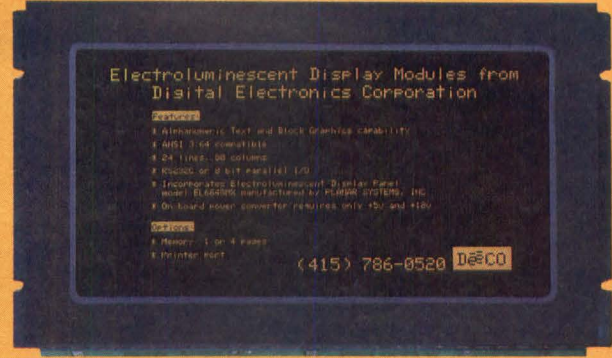 Electroluminescent Display Modules from
Digital Electronics Corporation
Features:
* Alphanumeric Text and Block Graphics capability
* ANSI 3.64 compatible
* 24 lines, 80 columns
* RS232C or 8 bit parallel I/O
* Incorporates Electroluminescent Display Panel
model manufactured by PLANAR SYSTEMS, INC
* On-board power converter requires only +5V and
Options:
* Memory 1 or 4 pages
* Printer port
(415) 786-0520 DeeCO